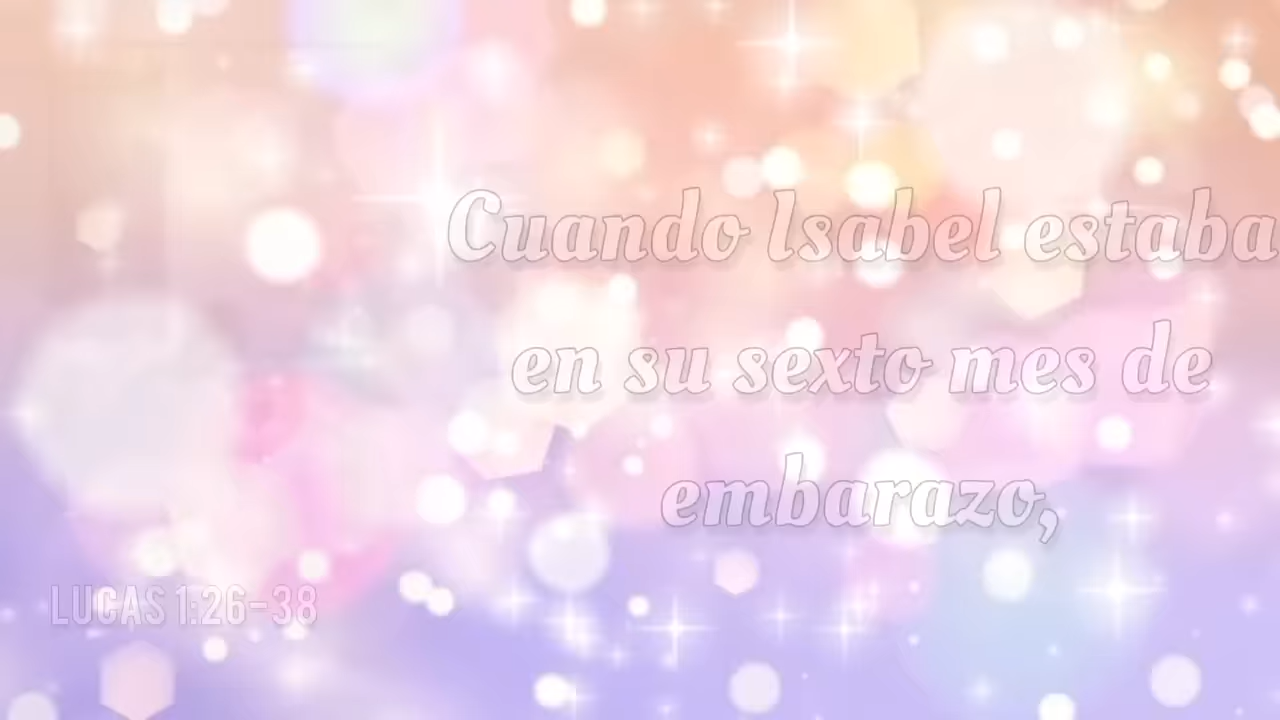 Cuando Isabel estaba
en su sexto mes de
embarazo,
LUCAS 1:26-38